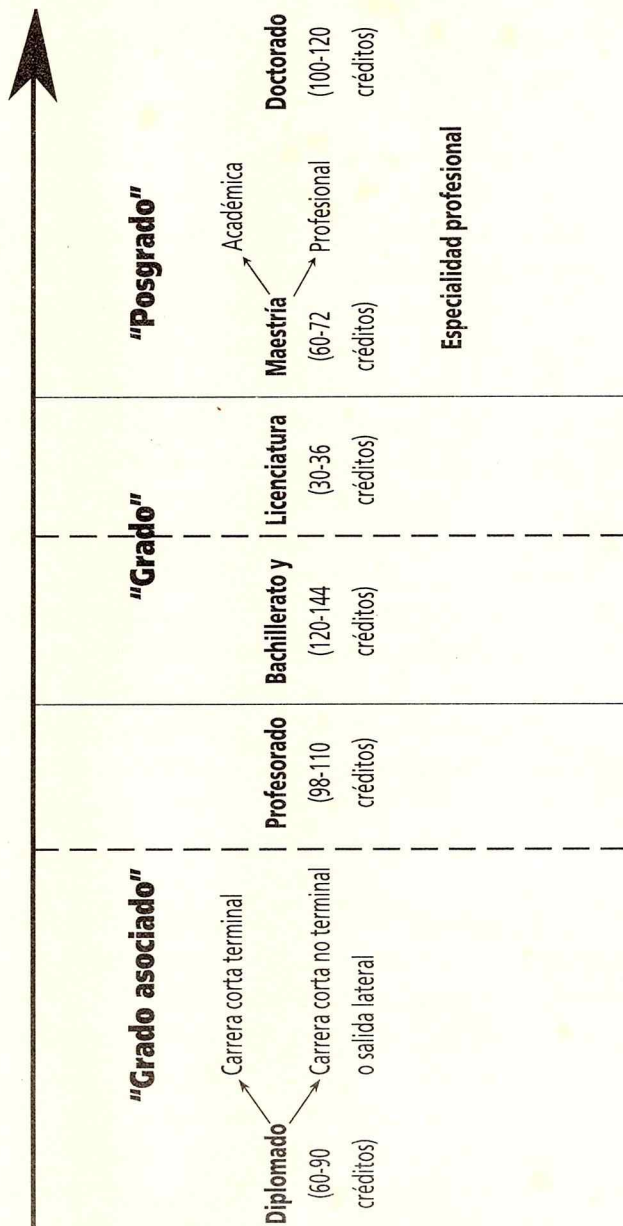 "Grado asociado"
Diplomado
(60-90
créditos)
Carrera corta terminal
Carrera corta no terminal
o salida lateral
Profesorado
(98-110
créditos)
"Grado"
Bachillerato y
(120-144
créditos)
Licenciatura
(30-36
créditos)
"Posgrado"
Maestría
(60-72
créditos)
Académica
Profesional
Doctorado
(100-120
créditos)
Especialidad profesional